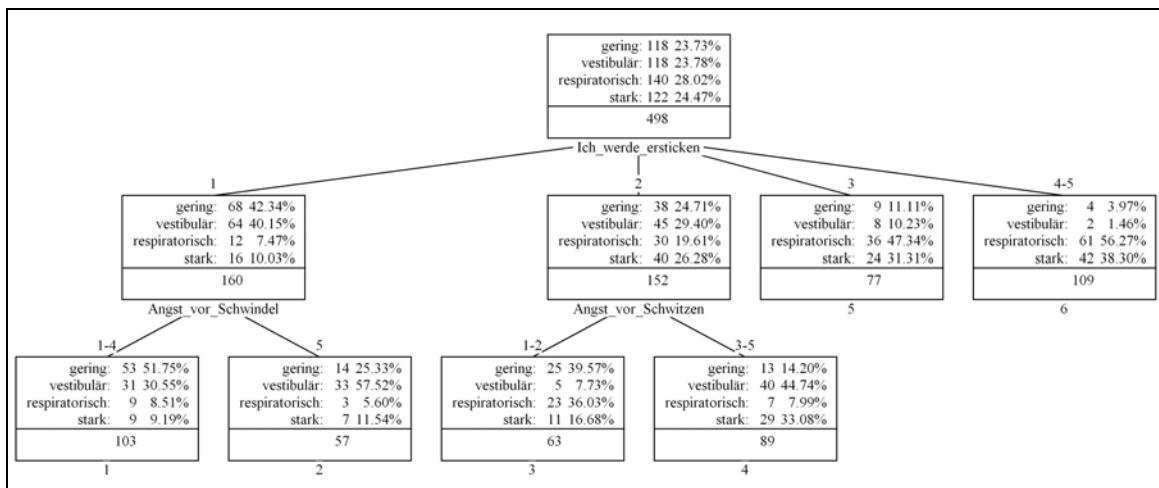 gering: 118 23.73%
vestibulär: 118 23.78%
respiratorisch: 140 28.02%
stark: 122 24.47%
498
Ich_werde_ersticken
1
gering: 68 42.34%
vestibulär: 64 40.15%
respiratorisch: 12 7.47%
stark: 16 10.03%
160
Angst_vor_Schwindel
2
gering: 38 24.71%
vestibulär: 45 29.40%
respiratorisch: 30 19.61%
stark: 40 26.28%
152
Angst_vor_Schwitzen
3
gering: 9 11.11%
vestibulär: 8 10.23%
respiratorisch: 36 47.34%
stark: 24 31.31%
77
5
4-5
gering: 4 3.97%
vestibulär: 2 1.46%
respiratorisch: 61 56.27%
stark: 42 38.30%
109
6
1-4
gering: 53 51.75%
vestibulär: 31 30.55%
respiratorisch: 9 8.51%
stark: 9 9.19%
103
1
5
gering: 14 25.33%
vestibulär: 33 57.52%
respiratorisch: 3 5.60%
stark: 7 11.54%
57
2
1-2
gering: 25 39.57%
vestibulär: 5 7.73%
respiratorisch: 23 36.03%
stark: 11 16.68%
63
3
3-5
gering: 13 14.20%
vestibulär: 40 44.74%
respiratorisch: 7 7.99%
stark: 29 33.08%
89
4